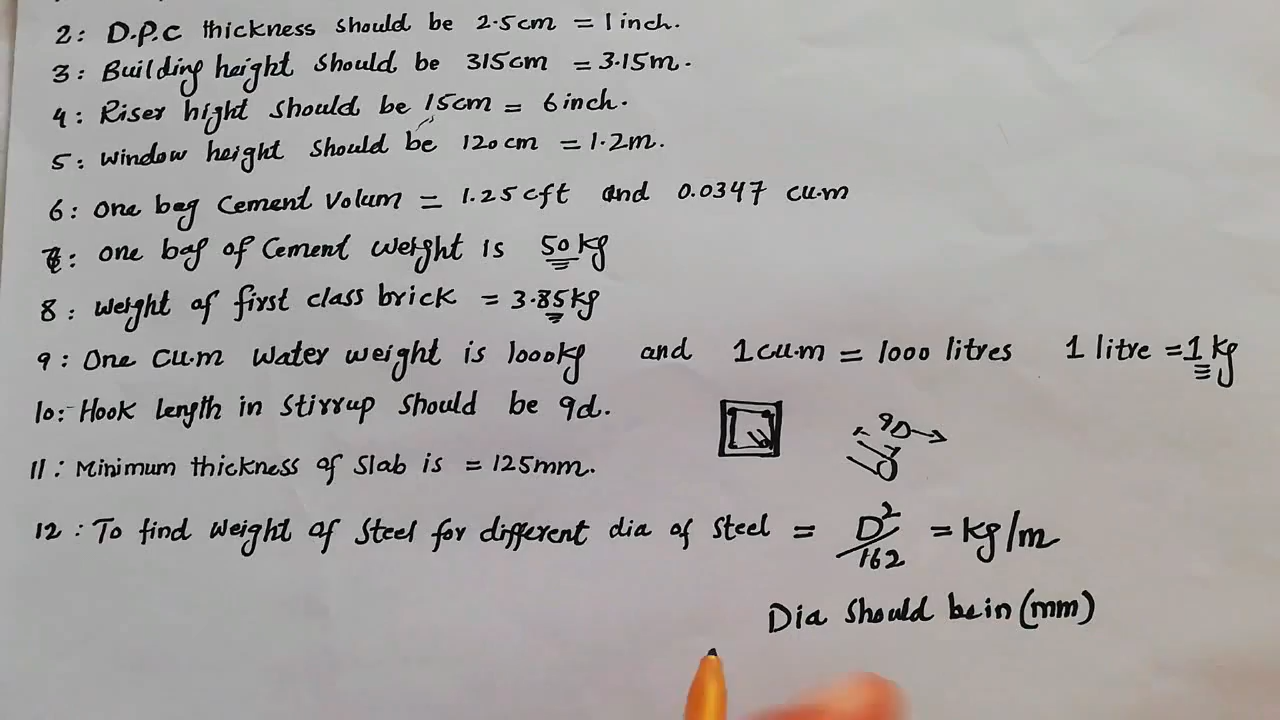 2: D.P.C thickness should be 2.5cm = 1 inch.
3: Building height should be 315cm = 3.15m.
4: Riser hight should be 15cm = 6 inch.
5: Window height should be 120cm = 1.2m.
6: One beg Cement Volum = 1.25 cft and 0.0347 cu.m
7: One bag of Cement weight is 50 kg
8: Weight of first class brick = 3.85kg
9: One cu.m water weight is 1000kg and 1 cu.m = 1000 litres 1 litre = 1 kg
10:- Hook length in Stirrup should be 9d.
9D
11: Minimum thickness of slab is = 125mm.
12: To find weight of steel for different dia of steel = D²/162 = kg/m
Dia should be in (mm)